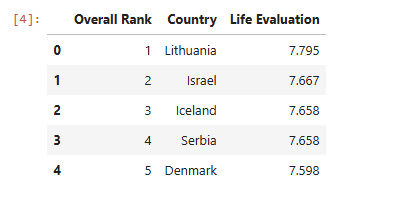 [4]: Overall Rank Country Life Evaluation
0 1 Lithuania 7.795
1 2 Israel 7.667
2 3 Iceland 7.658
3 4 Serbia 7.658
4 5 Denmark 7.598